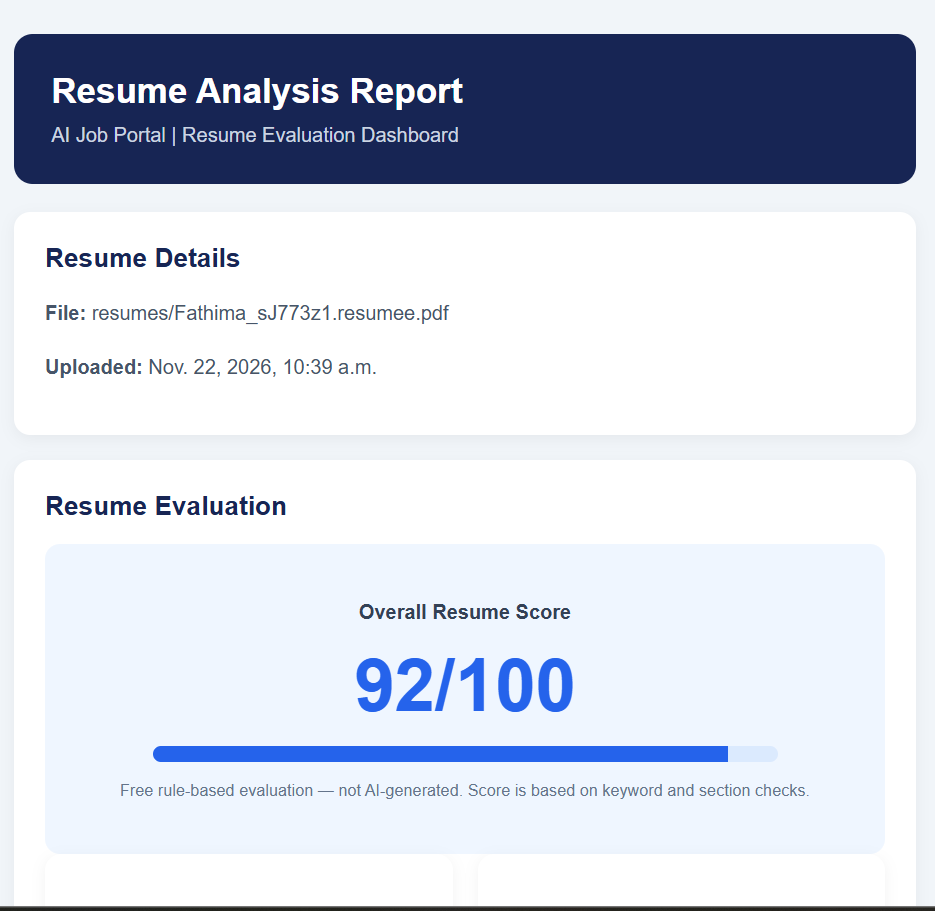 Resume Analysis Report
AI Job Portal | Resume Evaluation Dashboard
Resume Details
File: resumes/Fathima_sJ773z1.resumee.pdf
Uploaded: Nov. 22, 2026, 10:39 a.m.
Resume Evaluation
Overall Resume Score
92/100
Free rule-based evaluation — not AI-generated. Score is based on keyword and section checks.